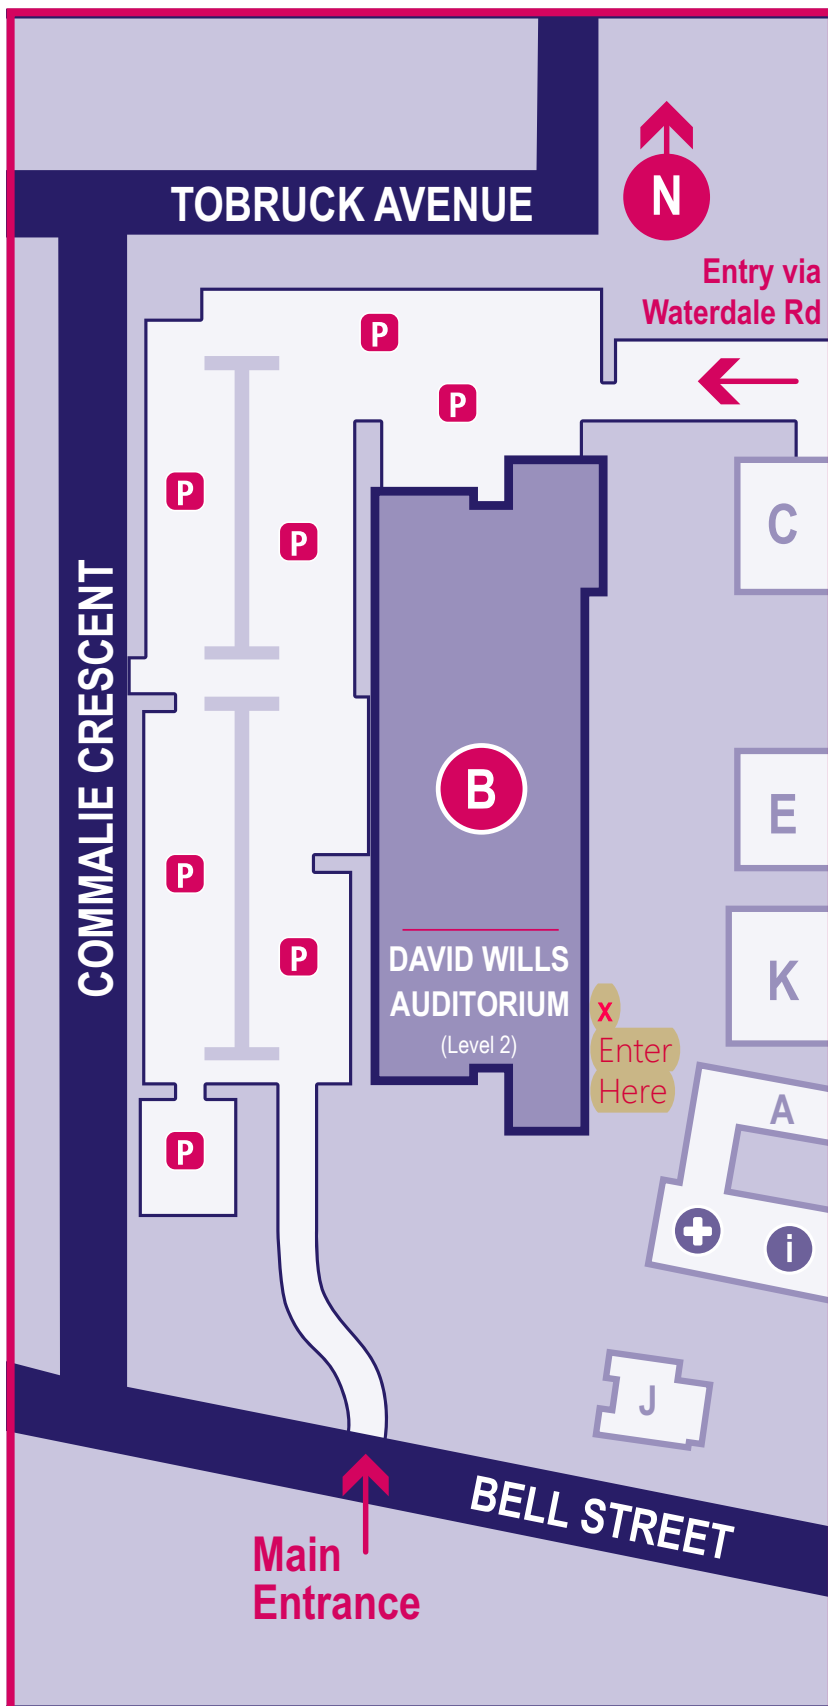 TOBRUCK AVENUE
N
Entry via
Waterdale Rd
P
P
P
P
C
COMMALIE CRESCENT
B
E
P
P
DAVID WILLS
AUDITORIUM
(Level 2)
K
x
Enter
Here
A
P
i
J
BELL STREET
Main
Entrance